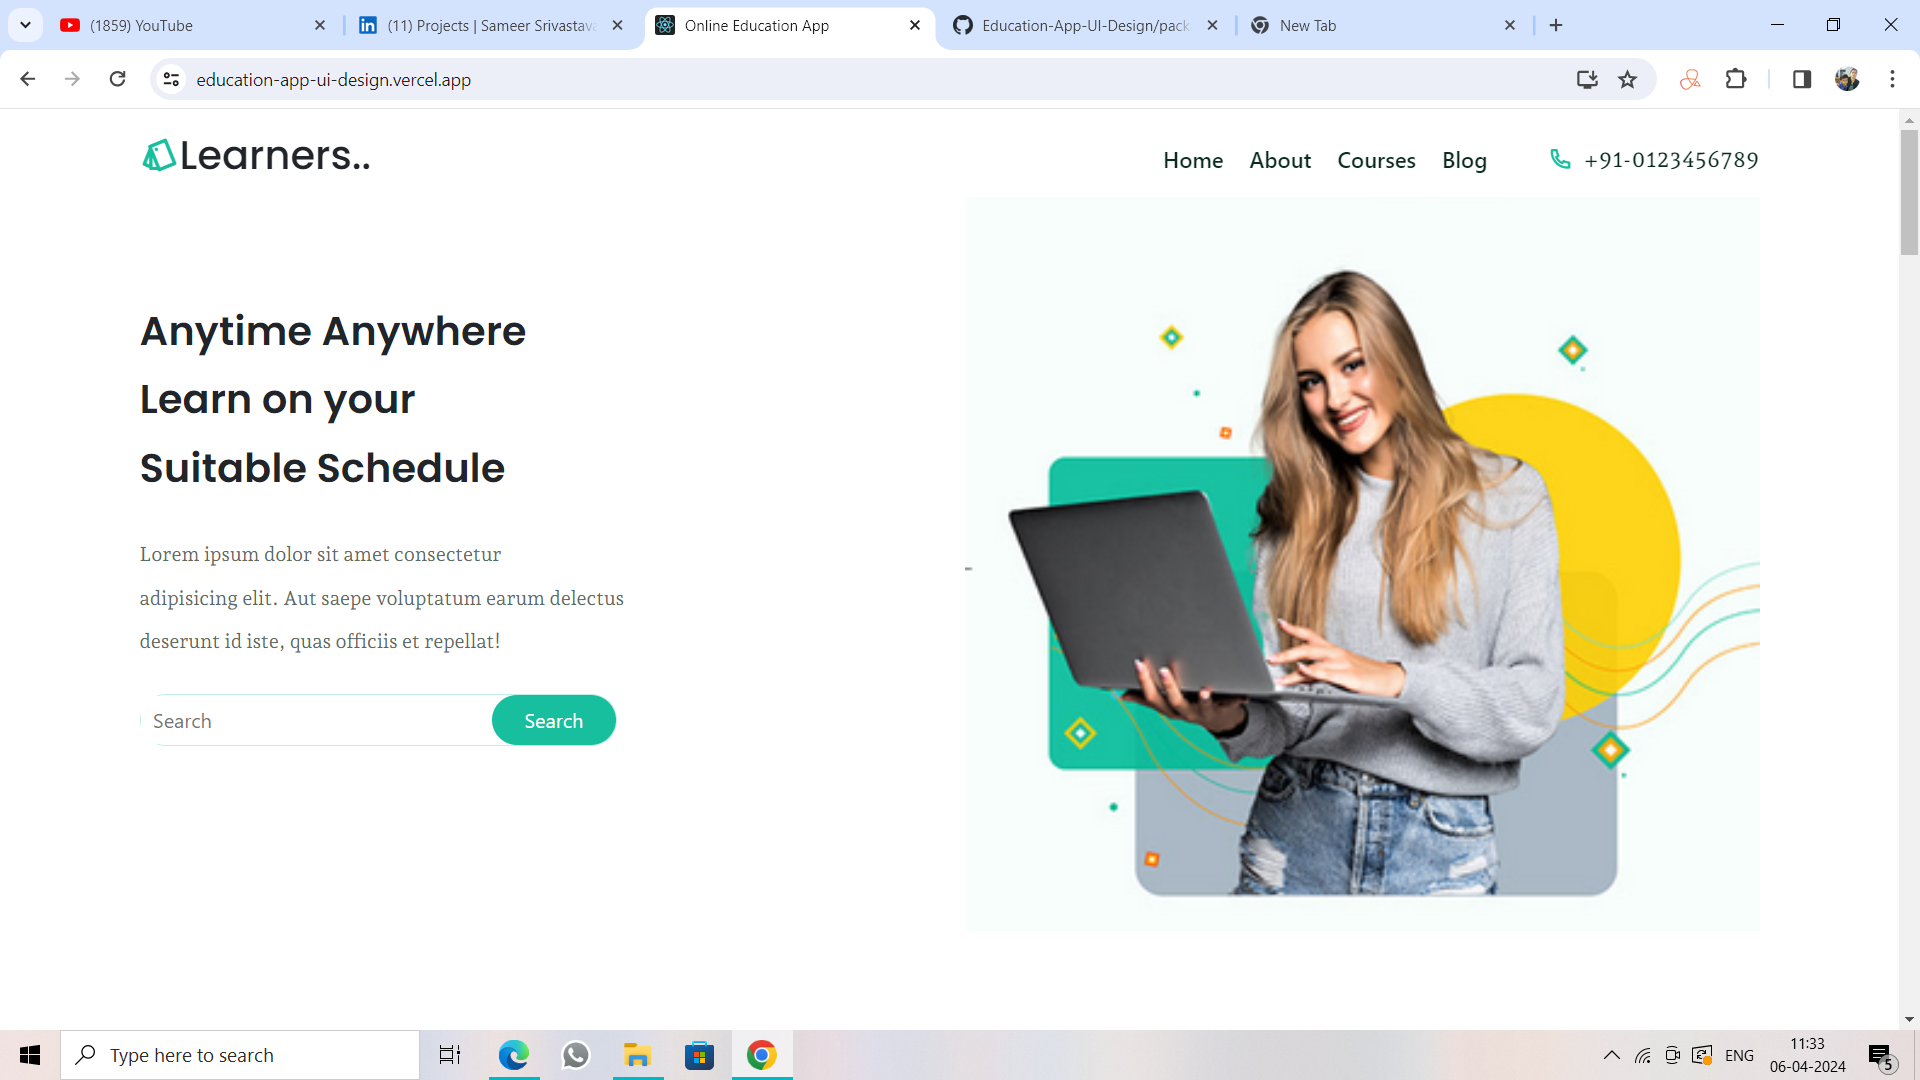 (1859) YouTube
(11) Projects | Sameer Srivastava
Online Education App
Education-App-UI-Design/pack
New Tab
education-app-ui-design.vercel.app
Learners..
Home About Courses Blog +91-0123456789
Anytime Anywhere
Learn on your
Suitable Schedule
Lorem ipsum dolor sit amet consectetur
adipisicing elit. Aut saepe voluptatum earum delectus
deserunt id iste, quas officiis et repellat!
Search Search
Type here to search
ENG
11:33
06-04-2024
5